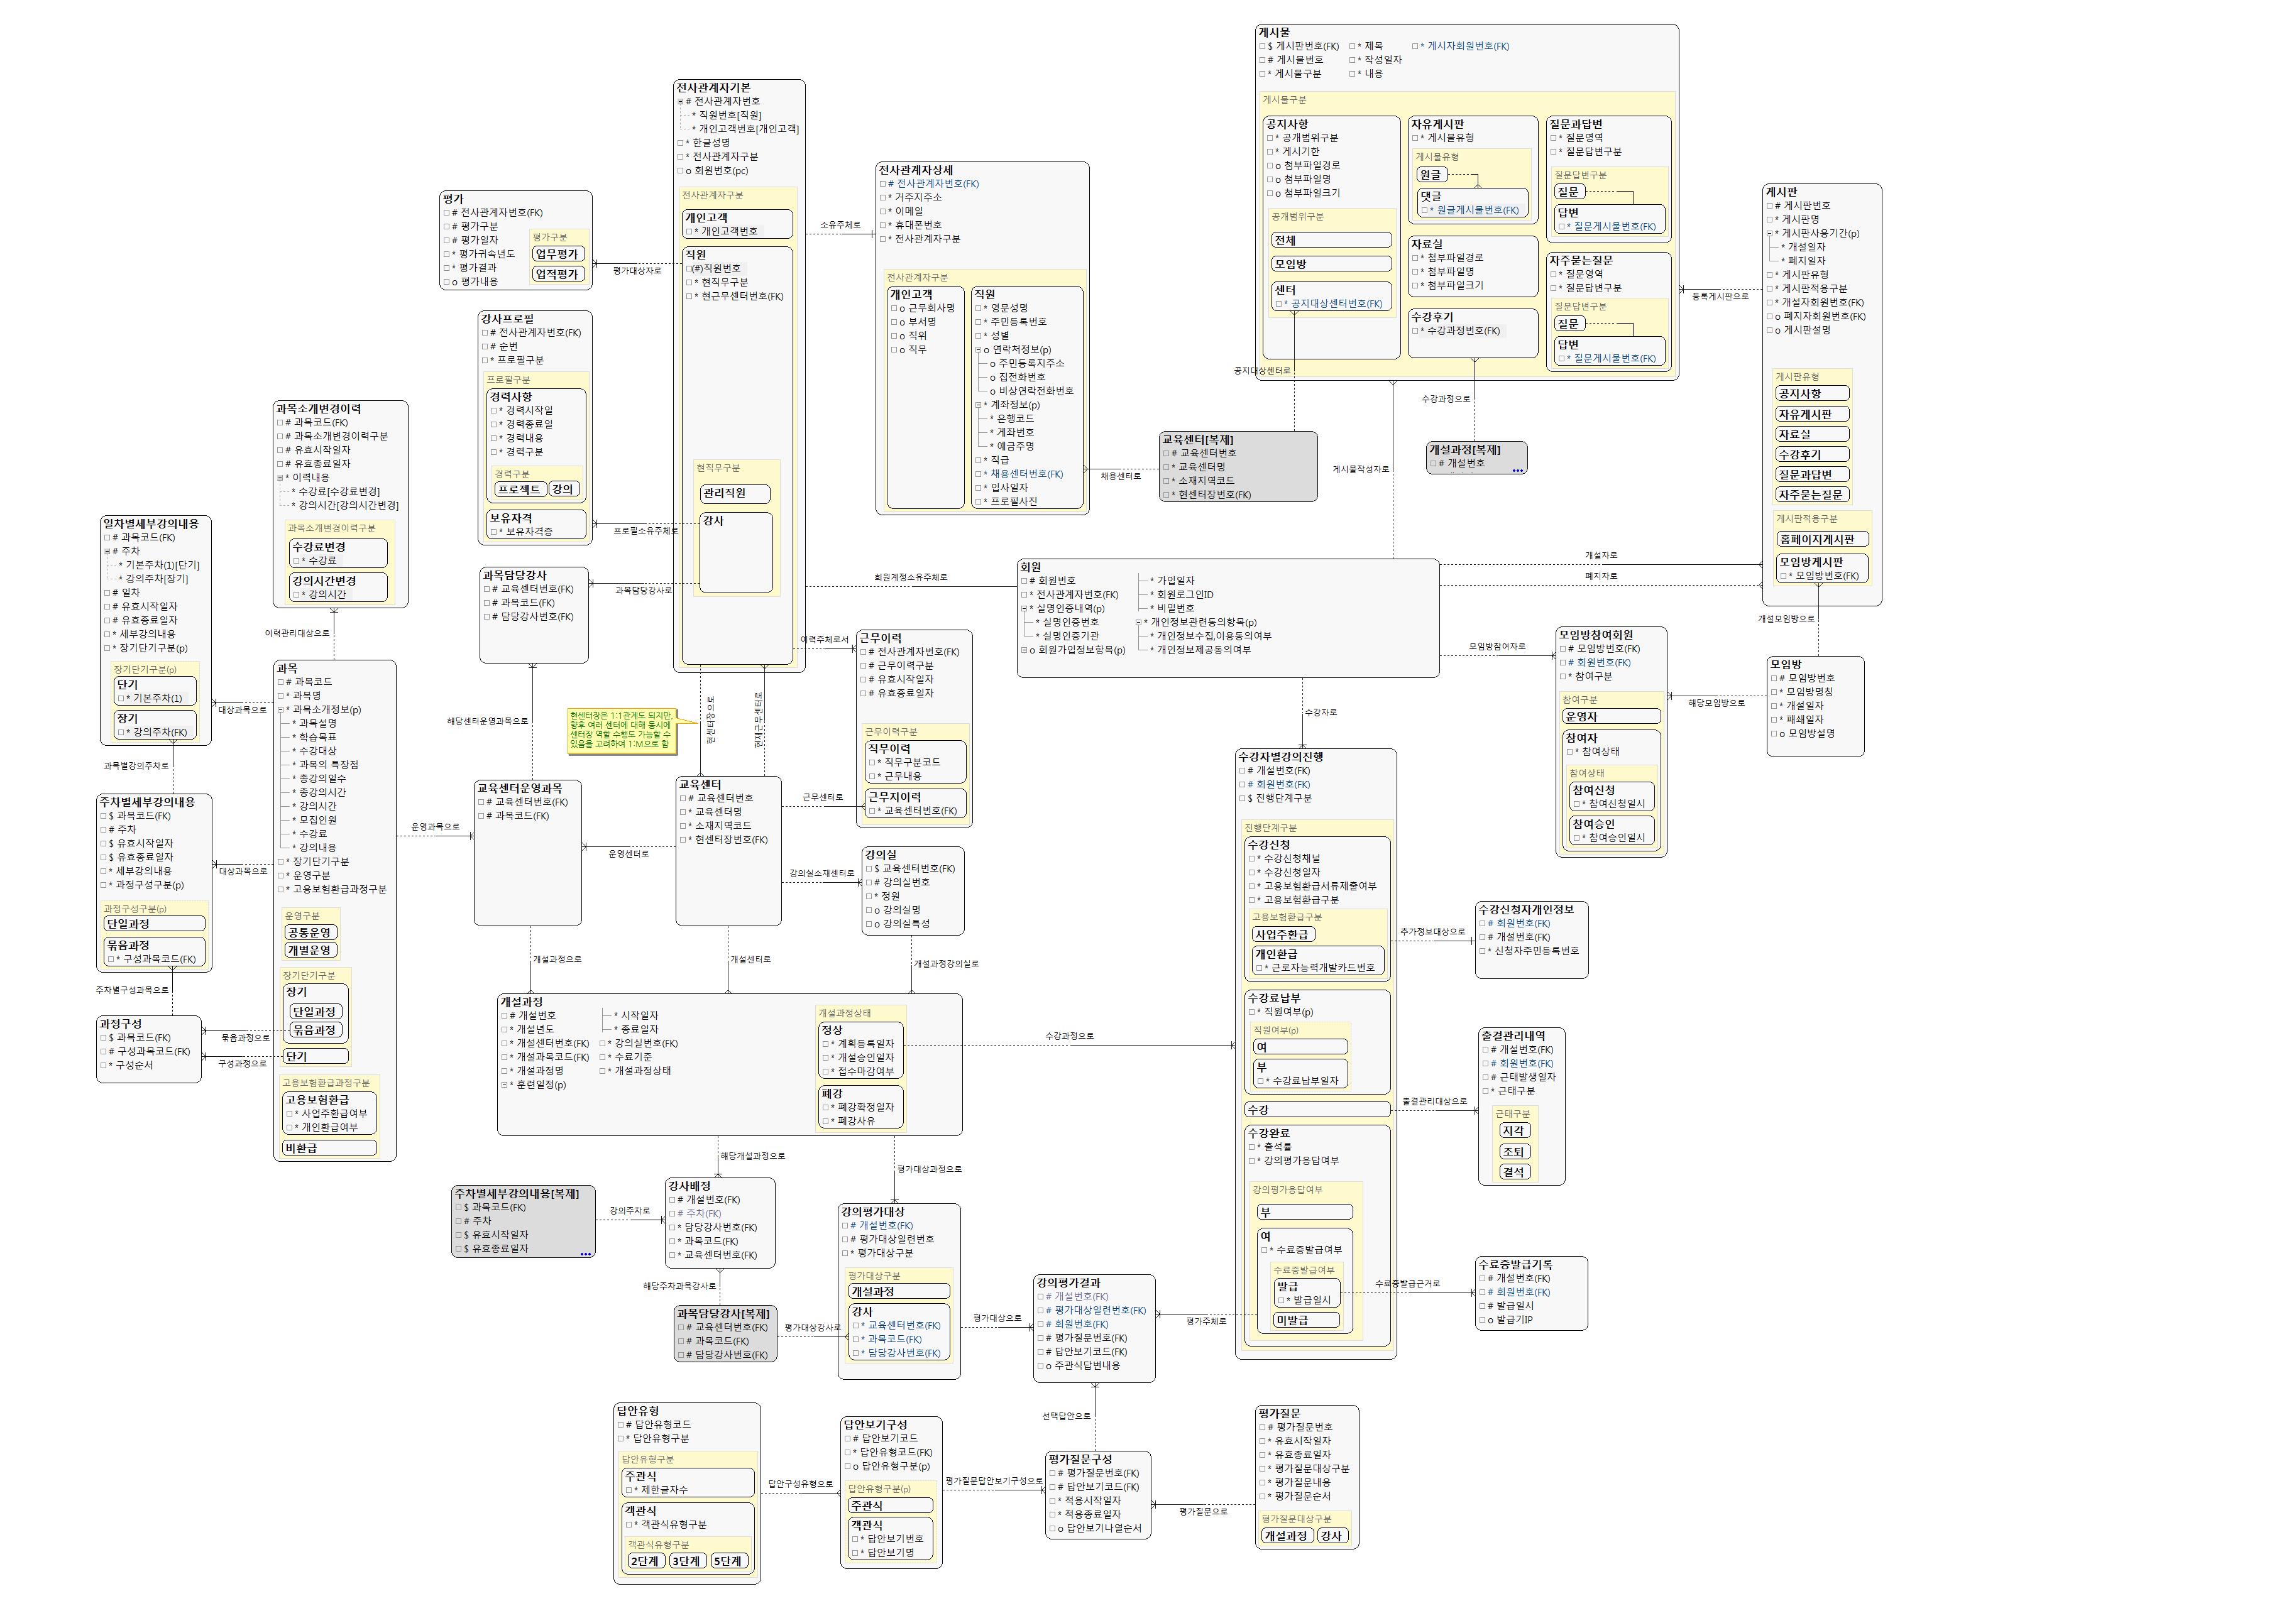 게시물
$ 게시판번호(FK)
# 게시물번호
* 게시물구분
* 제목
* 작성일자
* 내용
* 게시자회원번호(FK)
게시물구분
공지사항
* 공개범위구분
* 게시기한
o 첨부파일경로
o 첨부파일명
o 첨부파일크기
공개범위구분
전체
모임방
센터
* 공지대상센터번호(FK)
자유게시판
* 게시물유형
게시물유형
원글
댓글
* 원글게시물번호(FK)
자료실
* 첨부파일경로
* 첨부파일명
* 첨부파일크기
수강후기
* 수강과정번호(FK)
질문과답변
* 질문영역
* 질문답변구분
질문답변구분
질문
답변
* 질문게시물번호(FK)
자주묻는질문
* 질문영역
* 질문답변구분
질문답변구분
질문
답변
* 질문게시물번호(FK)
전사관계자기본
# 전사관계자번호
* 직원번호[직원]
* 개인고객번호[개인고객]
* 한글성명
* 전사관계자구분
o 회원번호(pc)
전사관계자구분
개인고객
* 개인고객번호
직원
(#)직원번호
* 현직무구분
* 현근무센터번호(FK)
현직무구분
관리직원
강사
전사관계자상세
# 전사관계자번호(FK)
* 거주지주소
* 이메일
* 휴대폰번호
* 전사관계자구분
전사관계자구분
개인고객
o 근무회사명
o 부서명
o 직위
o 직무
직원
* 영문성명
* 주민등록번호
* 성별
o 연락처정보(p)
o 주민등록지주소
o 집전화번호
o 비상연락전화번호
* 계좌정보(p)
* 은행코드
* 계좌번호
* 예금주명
* 직급
* 채용센터번호(FK)
* 입사일자
* 프로필사진
소유주체로
평가
# 전사관계자번호(FK)
# 평가구분
# 평가일자
* 평가귀속년도
* 평가결과
o 평가내용
평가구분
업무평가
업적평가
평가대상자로
게시판
# 게시판번호
* 게시판명
* 게시판사용기간(p)
* 개설일자
* 폐지일자
* 게시판유형
* 게시판적용구분
* 개설자회원번호(FK)
o 폐지자회원번호(FK)
o 게시판설명
게시판유형
공지사항
자유게시판
자료실
수강후기
질문과답변
자주묻는질문
게시판적용구분
홈페이지게시판
모임방게시판
* 모임방번호(FK)
등록게시판으로
강사프로필
# 전사관계자번호(FK)
# 순번
* 프로필구분
프로필구분
경력사항
* 경력시작일
* 경력종료일
* 경력내용
* 경력구분
경력구분
프로젝트
강의
보유자격
* 보유자격증
프로필소유주체로
공지대상센터로
수강과정으로
게시물작성자로
교육센터[복제]
# 교육센터번호
* 교육센터명
* 소재지역코드
* 현센터장번호(FK)
채용센터로
개설과정[복제]
# 개설번호
과목소개변경이력
# 과목코드(FK)
# 과목소개변경이력구분
# 유효시작일자
# 유효종료일자
* 이력내용
* 수강료[수강료변경]
* 강의시간[강의시간변경]
과목소개변경이력구분
수강료변경
* 수강료
강의시간변경
* 강의시간
이력관리대상으로
일차별세부강의내용
# 과목코드(FK)
# 주차
* 기본주차(1)[단기]
* 강의주차[장기]
# 일차
# 유효시작일자
# 유효종료일자
* 세부강의내용
* 장기단기구분(p)
장기단기구분(p)
단기
* 기본주차(1)
장기
* 강의주차(FK)
대상과목으로
과목별강의주차로
과목담당강사
# 교육센터번호(FK)
# 과목코드(FK)
# 담당강사번호(FK)
과목담당강사로
해당센터운영과목으로
회원계정소유주체로
회원
# 회원번호
* 전사관계자번호(FK)
* 실명인증내역(p)
* 실명인증번호
* 실명인증기관
o 회원가입정보항목(p)
* 가입일자
* 회원로그인ID
* 비밀번호
* 개인정보관련동의항목(p)
* 개인정보수집,이용동의여부
* 개인정보제공동의여부
개설자로
폐지자로
모임방참여자로
개설모임방으로
모임방참여회원
# 모임방번호(FK)
# 회원번호(FK)
* 참여구분
참여구분
운영자
참여자
* 참여상태
참여상태
참여신청
* 참여신청일시
참여승인
* 참여승인일시
해당모임방으로
모임방
# 모임방번호
* 모임방명칭
* 개설일자
* 패쇄일자
o 모임방설명
이력주체로서
근무이력
# 전사관계자번호(FK)
# 근무이력구분
# 유효시작일자
# 유효종료일자
근무이력구분
직무이력
* 직무구분코드
* 근무내용
근무지이력
* 교육센터번호(FK)
근무센터로
현센터장은 1:1관계도 되지만,
향후 여러 센터에 대해 동시에
센터장 역할 수행도 가능할 수
있음을 고려하여 1:M으로 함
현센터장으로
현재근무센터로
과목
# 과목코드
* 과목명
* 과목소개정보(p)
* 과목설명
* 학습목표
* 수강대상
* 과목의 특장점
* 총강의일수
* 총강의시간
* 강의시간
* 모집인원
* 수강료
* 강의내용
* 장기단기구분
* 운영구분
* 고용보험환급과정구분
운영구분
공통운영
개별운영
장기단기구분
장기
단일과정
묶음과정
단기
고용보험환급과정구분
고용보험환급
* 사업주환급여부
* 개인환급여부
비환급
주차별세부강의내용
$ 과목코드(FK)
# 주차
$ 유효시작일자
$ 유효종료일자
* 세부강의내용
* 과정구성구분(p)
과정구성구분(p)
단일과정
묶음과정
* 구성과목코드(FK)
대상과목으로
주차별구성과목으로
과정구성
$ 과목코드(FK)
# 구성과목코드(FK)
* 구성순서
묶음과정으로
구성과정으로
운영과목으로
교육센터운영과목
# 교육센터번호(FK)
# 과목코드(FK)
운영센터로
교육센터
# 교육센터번호
* 교육센터명
* 소재지역코드
* 현센터장번호(FK)
강의실소재센터로
강의실
$ 교육센터번호(FK)
# 강의실번호
* 정원
o 강의실명
o 강의실특성
개설과정으로
개설센터로
개설과정강의실로
개설과정
# 개설번호
* 개설년도
* 개설센터번호(FK)
* 개설과목코드(FK)
* 개설과정명
* 훈련일정(p)
* 시작일자
* 종료일자
* 강의실번호(FK)
* 수료기준
* 개설과정상태
개설과정상태
정상
* 계획등록일자
* 개설승인일자
* 접수마감여부
폐강
* 폐강확정일자
* 폐강사유
수강과정으로
수강자로
수강자별강의진행
# 개설번호(FK)
# 회원번호(FK)
$ 진행단계구분
진행단계구분
수강신청
* 수강신청채널
* 수강신청일자
* 고용보험환급서류제출여부
* 고용보험환급구분
고용보험환급구분
사업주환급
개인환급
* 근로자능력개발카드번호
수강료납부
* 직원여부(p)
직원여부(p)
여
부
* 수강료납부일자
수강
수강완료
* 출석률
* 강의평가응답여부
강의평가응답여부
부
여
* 수료증발급여부
수료증발급여부
발급
* 발급일시
미발급
추가정보대상으로
수강신청자개인정보
# 회원번호(FK)
# 개설번호(FK)
* 신청자주민등록번호
출결관리대상으로
출결관리내역
# 개설번호(FK)
# 회원번호(FK)
# 근태발생일자
* 근태구분
근태구분
지각
조퇴
결석
수료증발급근거로
수료증발급기록
# 개설번호(FK)
# 회원번호(FK)
# 발급일시
o 발급기IP
해당개설과정으로
평가대상과정으로
주차별세부강의내용[복제]
$ 과목코드(FK)
# 주차
$ 유효시작일자
$ 유효종료일자
강의주차로
강사배정
# 개설번호(FK)
# 주차(FK)
* 담당강사번호(FK)
* 과목코드(FK)
* 교육센터번호(FK)
해당주차과목강사로
과목담당강사[복제]
# 교육센터번호(FK)
# 과목코드(FK)
# 담당강사번호(FK)
평가대상강사로
강의평가대상
# 개설번호(FK)
# 평가대상일련번호
* 평가대상구분
평가대상구분
개설과정
강사
* 교육센터번호(FK)
* 과목코드(FK)
* 담당강사번호(FK)
평가대상으로
강의평가결과
# 개설번호(FK)
# 평가대상일련번호(FK)
# 회원번호(FK)
# 평가질문번호(FK)
# 답안보기코드(FK)
o 주관식답변내용
평가주체로
선택답안으로
답안유형
# 답안유형코드
* 답안유형구분
답안유형구분
주관식
* 제한글자수
객관식
* 객관식유형구분
객관식유형구분
2단계
3단계
5단계
답안구성유형으로
답안보기구성
# 답안보기코드
* 답안유형코드(FK)
o 답안유형구분(p)
답안유형구분(p)
주관식
객관식
* 답안보기번호
* 답안보기명
평가질문답안보기구성으로
평가질문구성
# 평가질문번호(FK)
# 답안보기코드(FK)
* 적용시작일자
* 적용종료일자
o 답안보기나열순서
평가질문으로
평가질문
# 평가질문번호
* 유효시작일자
* 유효종료일자
* 평가질문대상구분
* 평가질문내용
* 평가질문순서
평가질문대상구분
개설과정
강사